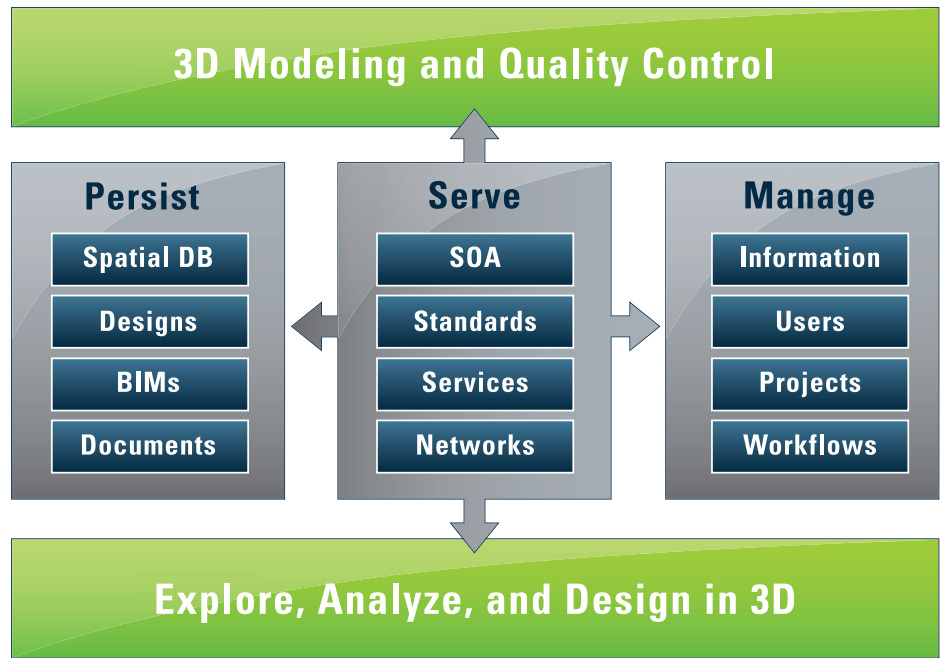 3D Modeling and Quality Control
Persist
Spatial DB
Designs
BIMs
Documents
Serve
SOA
Standards
Services
Networks
Manage
Information
Users
Projects
Workflows
Explore, Analyze, and Design in 3D